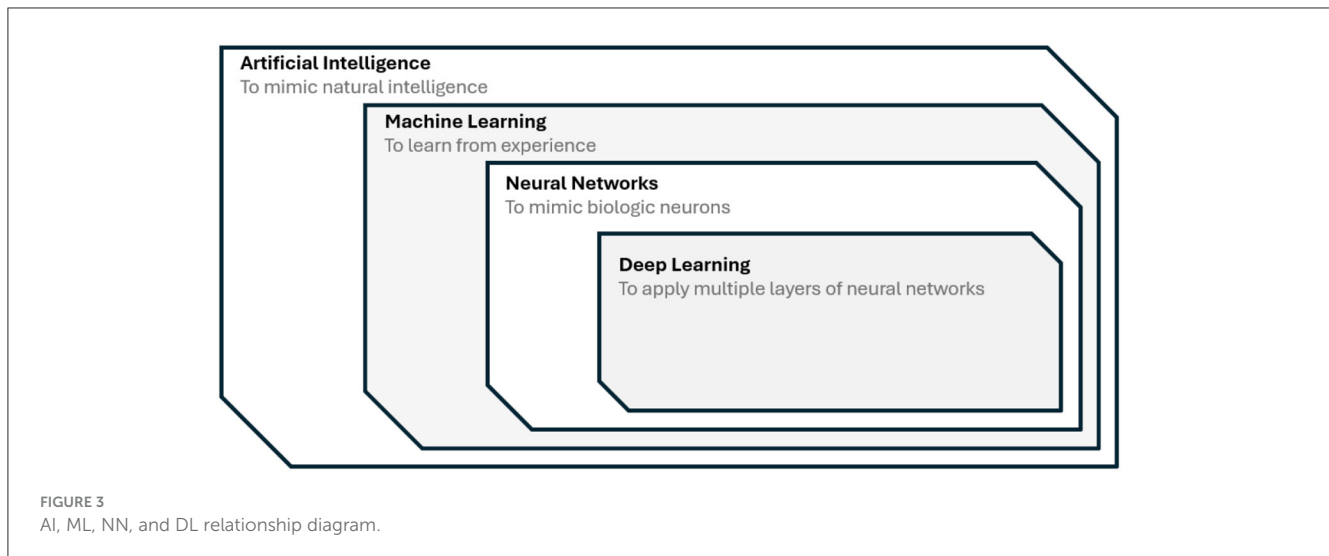 Artificial Intelligence
To mimic natural intelligence
Machine Learning
To learn from experience
Neural Networks
To mimic biologic neurons
Deep Learning
To apply multiple layers of neural networks
FIGURE 3
AI, ML, NN, and DL relationship diagram.